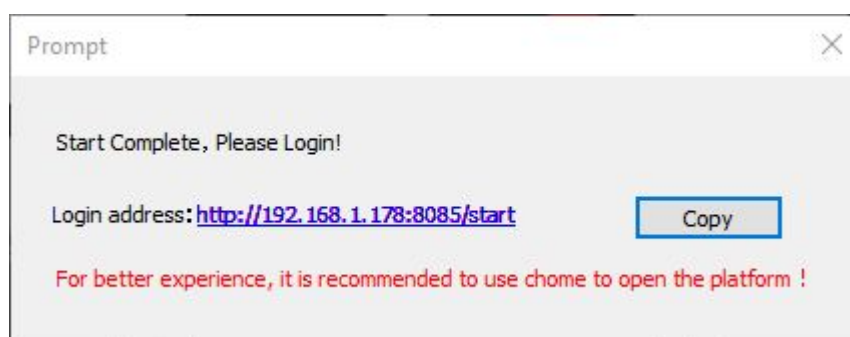 Prompt
Start Complete，Please Login!
Login address：http://192.168.1.178:8085/start
Copy
For better experience, it is recommended to use chome to open the platform！